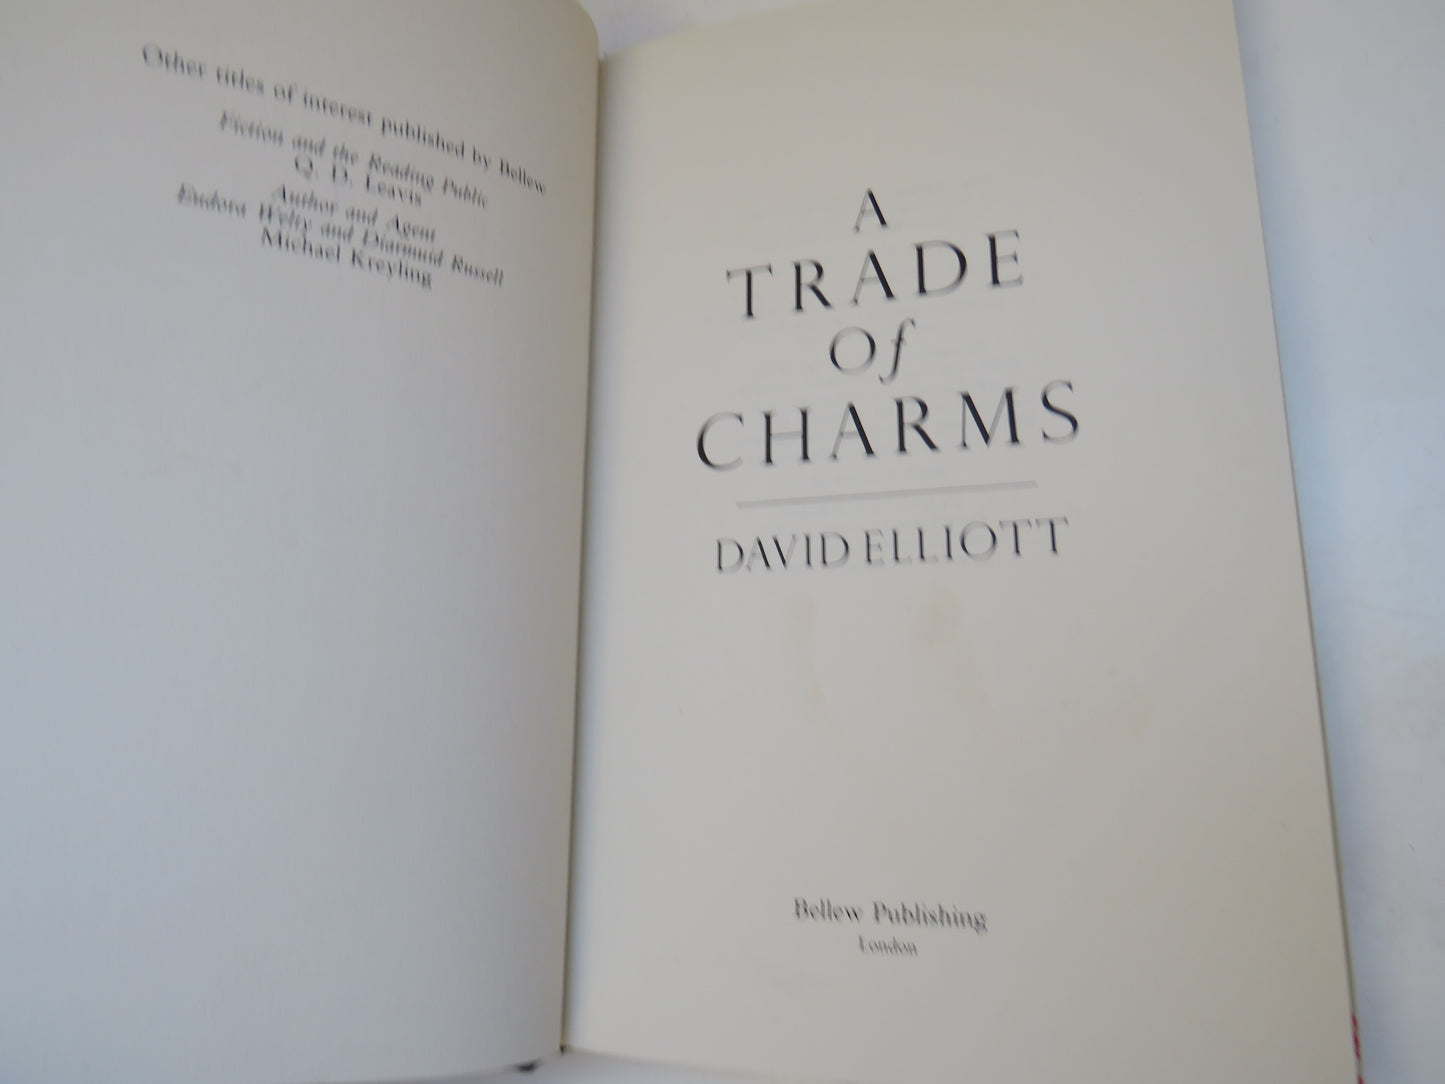 Other titles of interest published by Bellew
Fiction and the Reading Public
Q. D. Leavis
Author and Agent
Eudora Welty and Diarmuid Russell
Michael Kreyling
A
TRADE
Of
CHARMS
DAVID ELLIOTT
Bellew Publishing
London